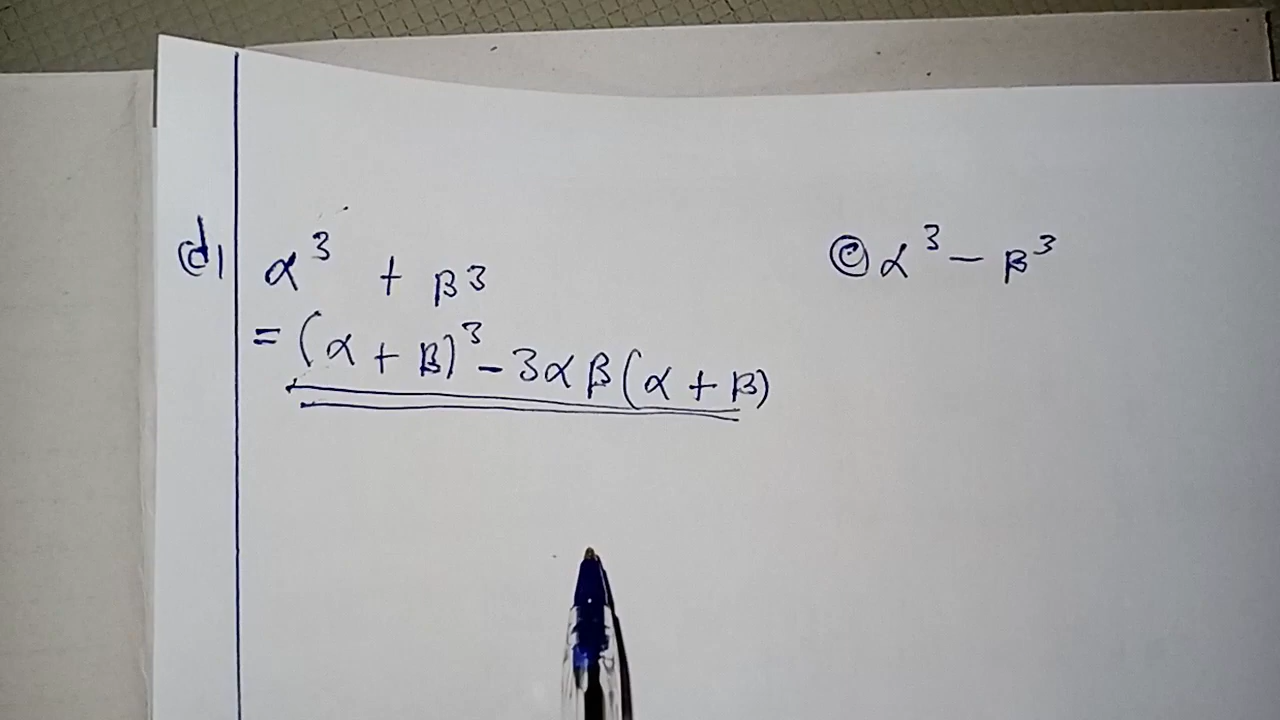 d, α³ + β³
= (α + β)³ - 3αβ(α + β)
ⓔ α³ - β³